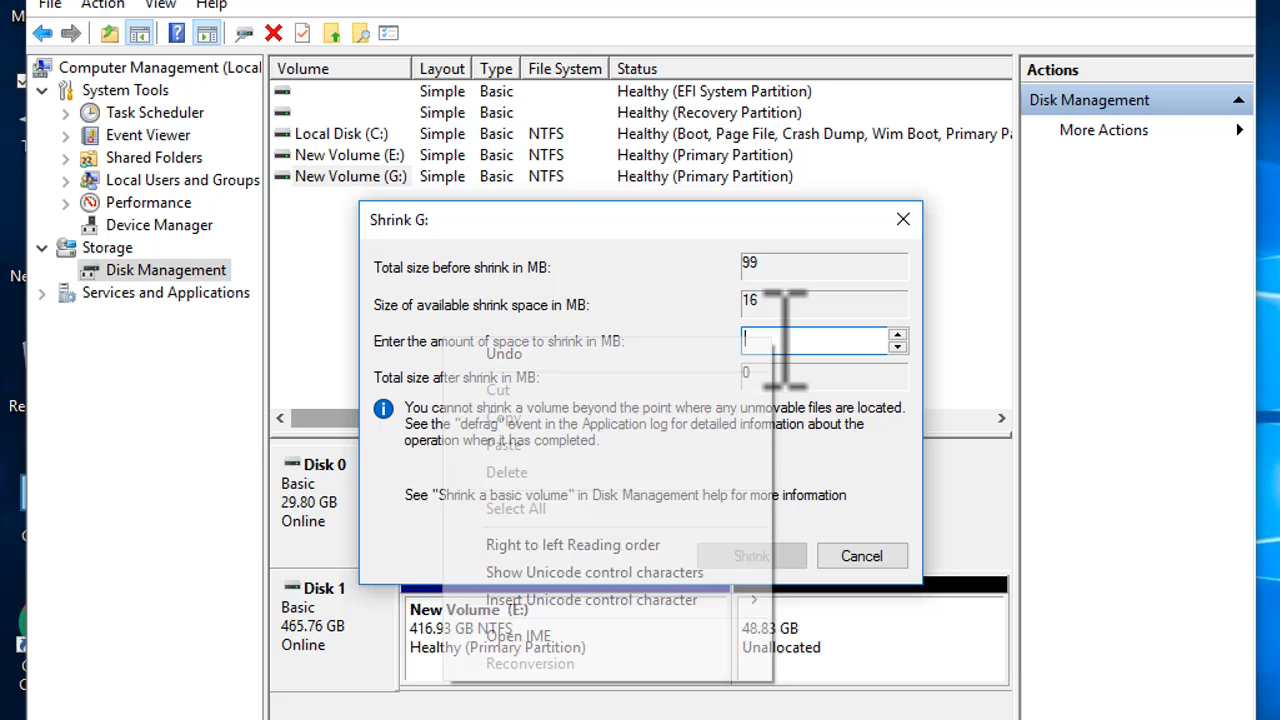 File Action View Help
Computer Management (Local
System Tools
Task Scheduler
Event Viewer
Shared Folders
Local Users and Groups
Performance
Device Manager
Storage
Disk Management
Services and Applications
Volume Layout Type File System Status
Simple Basic Healthy (EFI System Partition)
Simple Basic Healthy (Recovery Partition)
Local Disk (C:) Simple Basic NTFS Healthy (Boot, Page File, Crash Dump, Wim Boot, Primary Pa
New Volume (E:) Simple Basic NTFS Healthy (Primary Partition)
New Volume (G:) Simple Basic NTFS Healthy (Primary Partition)
Actions
Disk Management
More Actions
Shrink G:
Total size before shrink in MB: 99
Size of available shrink space in MB: 16
Enter the amount of space to shrink in MB:
Total size after shrink in MB: 0
You cannot shrink a volume beyond the point where any unmovable files are located.
See the "defrag" event in the Application log for detailed information about the
operation when it has completed.
See "Shrink a basic volume" in Disk Management help for more information
Shrink Cancel
Undo
Cut
Copy
Paste
Delete
Select All
Right to left Reading order
Show Unicode control characters
Insert Unicode control character
Open IME
Reconversion
Disk 0
Basic
29.80 GB
Online
Disk 1
Basic
465.76 GB
Online
New Volume (E:)
416.93 GB NTFS
Healthy (Primary Partition)
48.83 GB
Unallocated